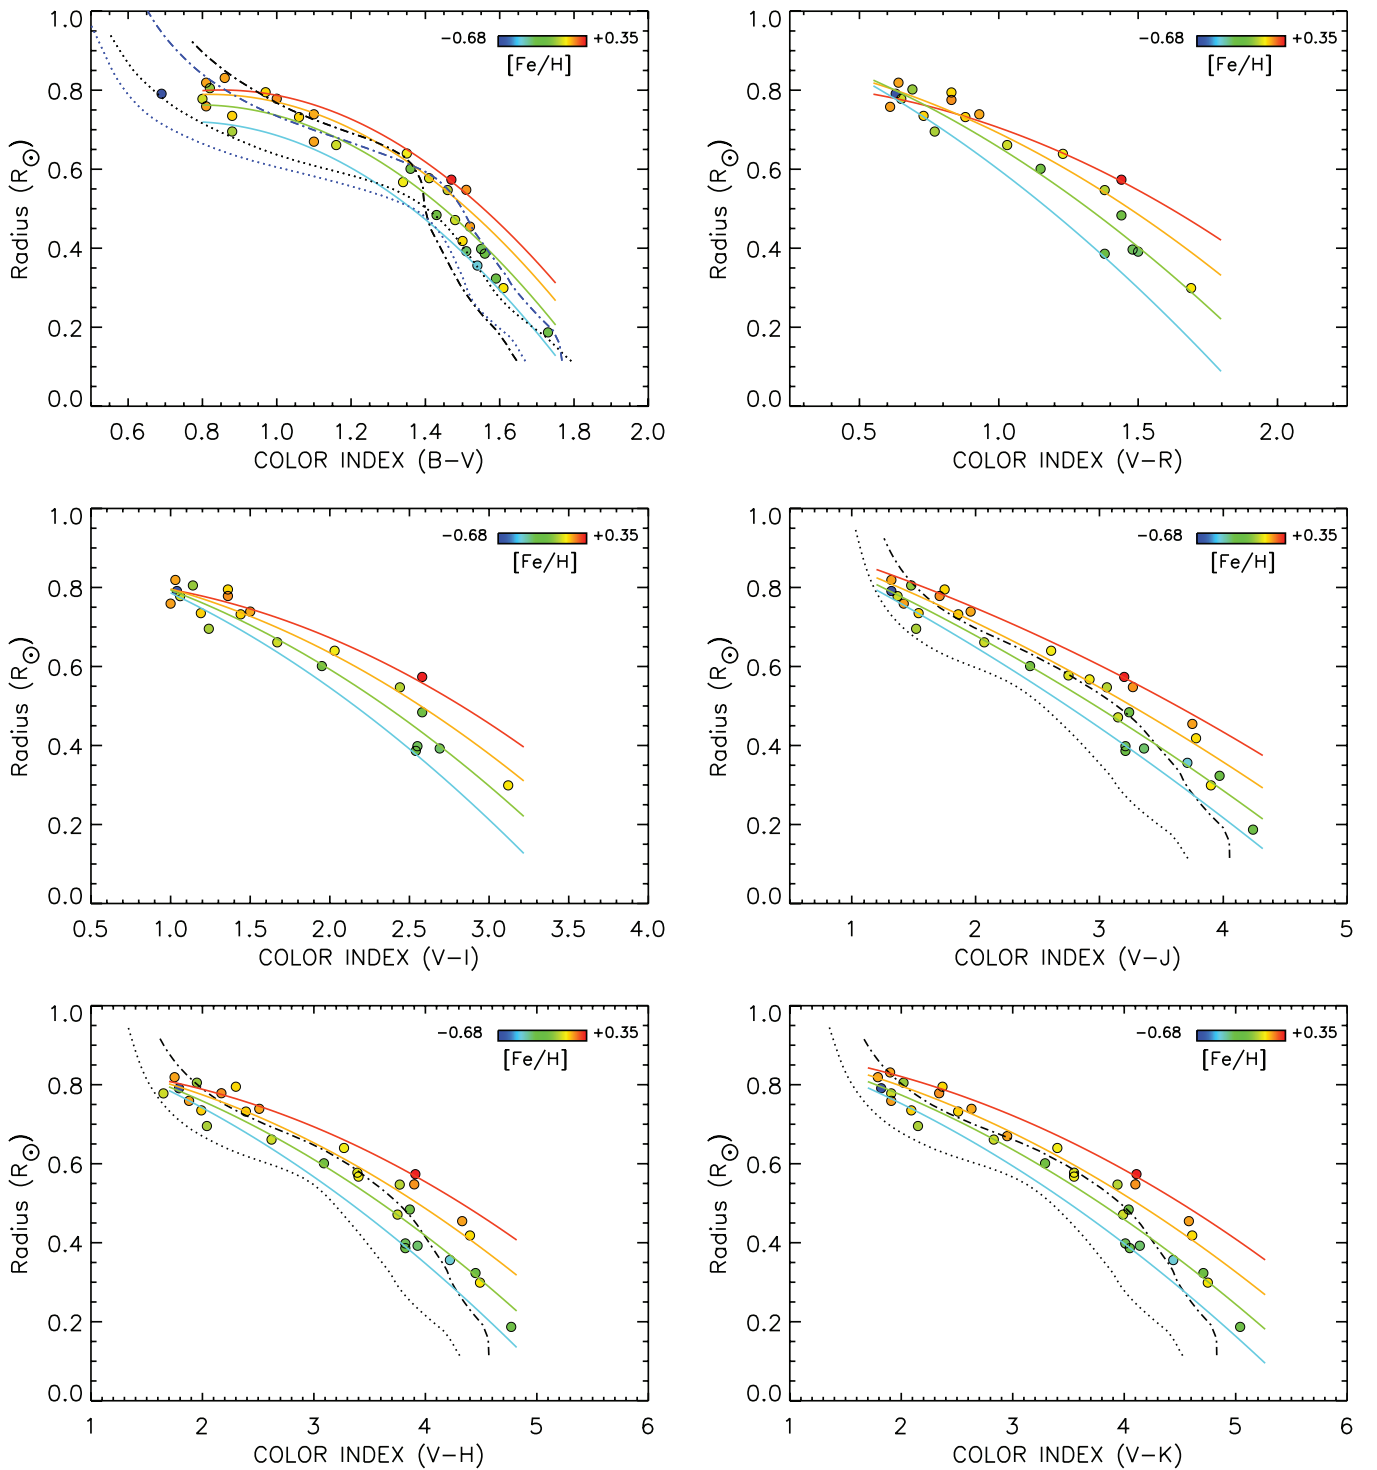 1.0
0.8
0.6
0.4
0.2
0.0
Radius (R☉)
−0.68 +0.35
[Fe/H]
0.6 0.8 1.0 1.2 1.4 1.6 1.8 2.0
COLOR INDEX (B−V)
1.0
0.8
0.6
0.4
0.2
0.0
Radius (R☉)
−0.68 +0.35
[Fe/H]
0.5 1.0 1.5 2.0
COLOR INDEX (V−R)
1.0
0.8
0.6
0.4
0.2
0.0
Radius (R☉)
−0.68 +0.35
[Fe/H]
0.5 1.0 1.5 2.0 2.5 3.0 3.5 4.0
COLOR INDEX (V−I)
1.0
0.8
0.6
0.4
0.2
0.0
Radius (R☉)
−0.68 +0.35
[Fe/H]
1 2 3 4 5
COLOR INDEX (V−J)
1.0
0.8
0.6
0.4
0.2
0.0
Radius (R☉)
−0.68 +0.35
[Fe/H]
1 2 3 4 5 6
COLOR INDEX (V−H)
1.0
0.8
0.6
0.4
0.2
0.0
Radius (R☉)
−0.68 +0.35
[Fe/H]
1 2 3 4 5 6
COLOR INDEX (V−K)